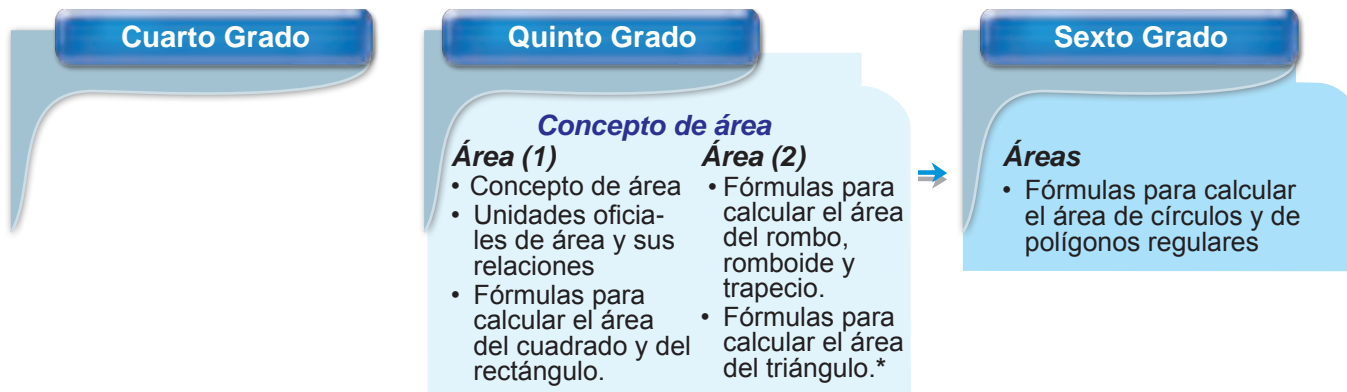 Cuarto Grado
Quinto Grado
Concepto de área
Área (1)
• Concepto de área
• Unidades oficia-
les de área y sus
relaciones
• Fórmulas para
calcular el área
del cuadrado y del
rectángulo.
Área (2)
• Fórmulas para
calcular el área
del rombo,
romboide y
trapecio.
• Fórmulas para
calcular el área
del triángulo.*
Sexto Grado
Áreas
• Fórmulas para calcular
el área de círculos y de
polígonos regulares